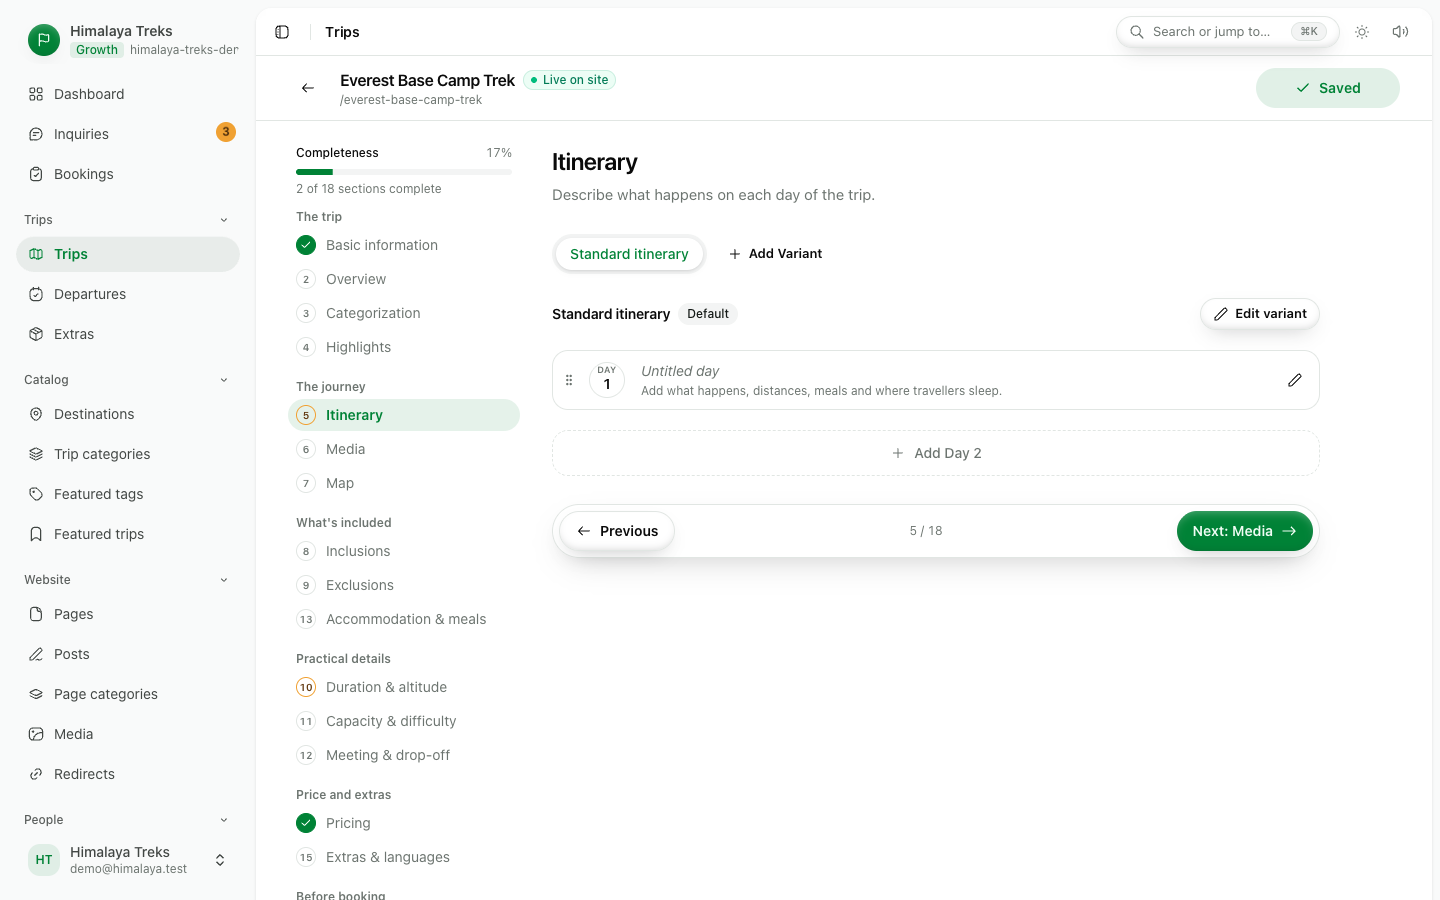 Himalaya Treks
Growth himalaya-treks-der
Dashboard
Inquiries 3
Bookings
Trips
Trips
Departures
Extras
Catalog
Destinations
Trip categories
Featured tags
Featured trips
Website
Pages
Posts
Page categories
Media
Redirects
People
HT
Himalaya Treks
demo@himalaya.test
Trips
Search or jump to... ⌘K
Everest Base Camp Trek Live on site
/everest-base-camp-trek
Saved
Completeness 17%
2 of 18 sections complete
The trip
Basic information
2 Overview
3 Categorization
4 Highlights
The journey
5 Itinerary
6 Media
7 Map
What's included
8 Inclusions
9 Exclusions
13 Accommodation & meals
Practical details
10 Duration & altitude
11 Capacity & difficulty
12 Meeting & drop-off
Price and extras
Pricing
15 Extras & languages
Before booking
Itinerary
Describe what happens on each day of the trip.
Standard itinerary
Add Variant
Standard itinerary Default
Edit variant
DAY
1
Untitled day
Add what happens, distances, meals and where travellers sleep.
Add Day 2
Previous
5 / 18
Next: Media